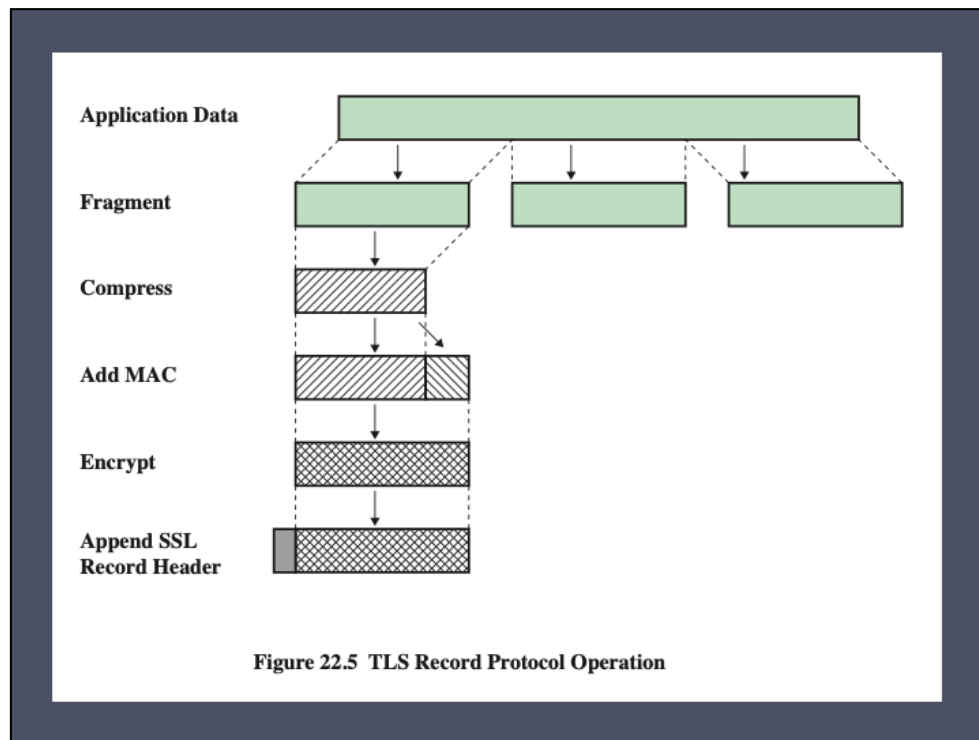 Application Data
Fragment
Compress
Add MAC
Encrypt
Append SSL
Record Header
Figure 22.5 TLS Record Protocol Operation